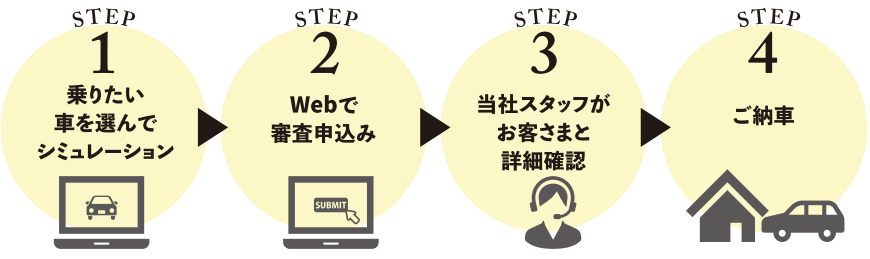 STEP
1
乗りたい
車を選んで
シミュレーション
STEP
2
Webで
審査申込み
SUBMIT
STEP
3
当社スタッフが
お客さまと
詳細確認
STEP
4
ご納車